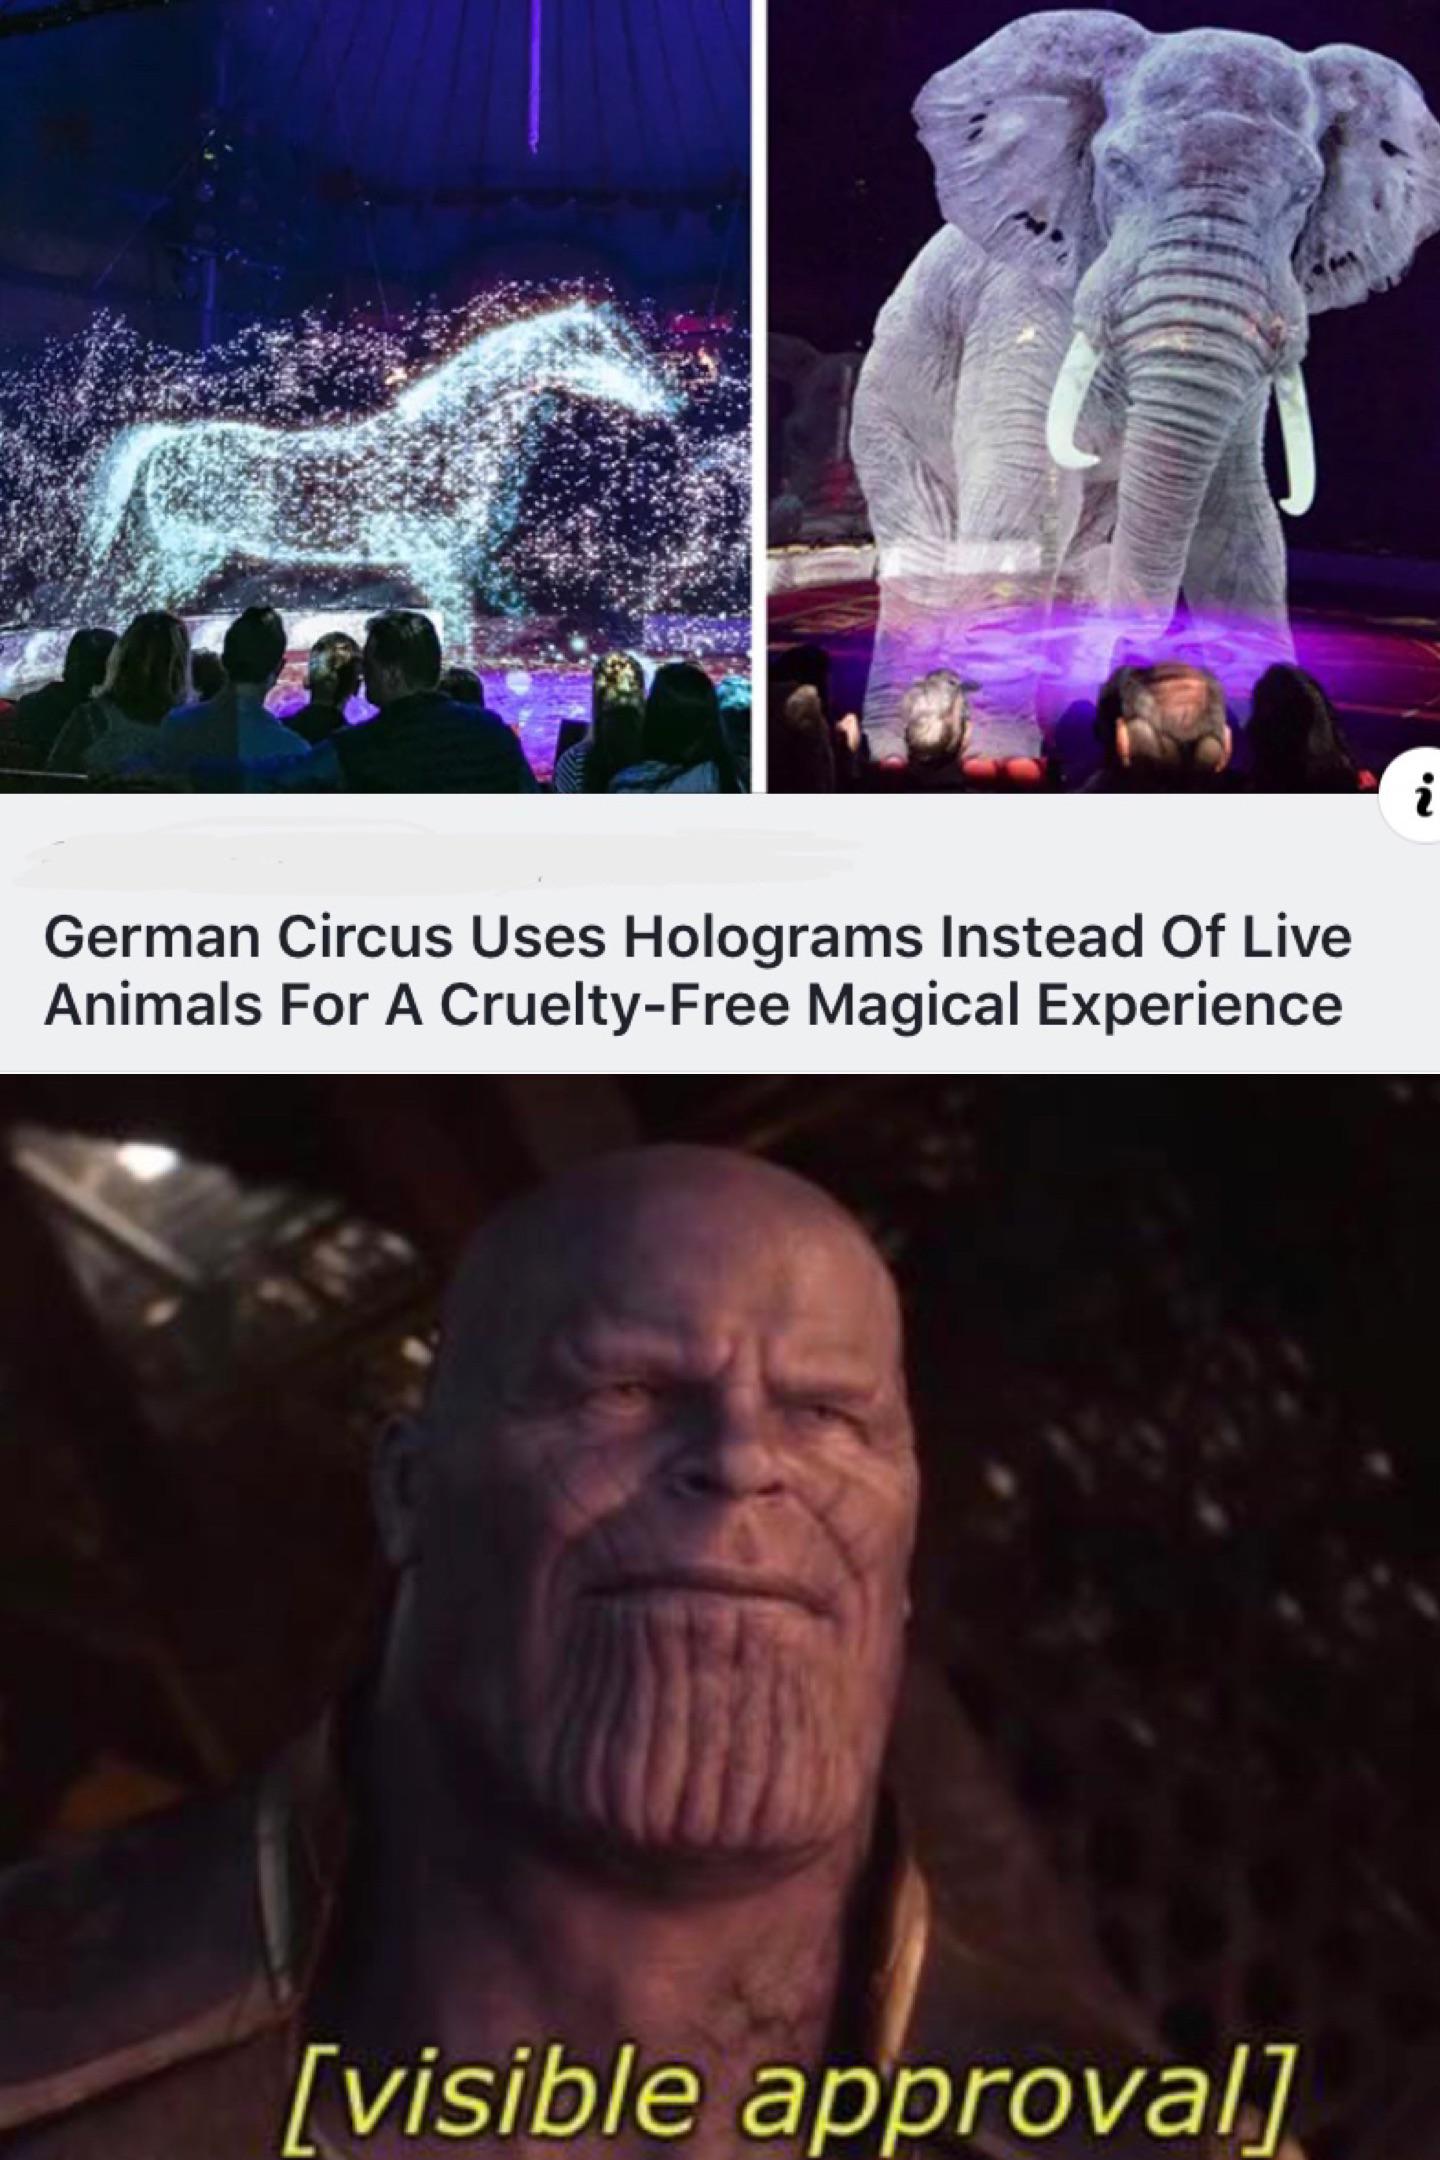 i
German Circus Uses Holograms Instead Of Live
Animals For A Cruelty-Free Magical Experience
[visible approval]